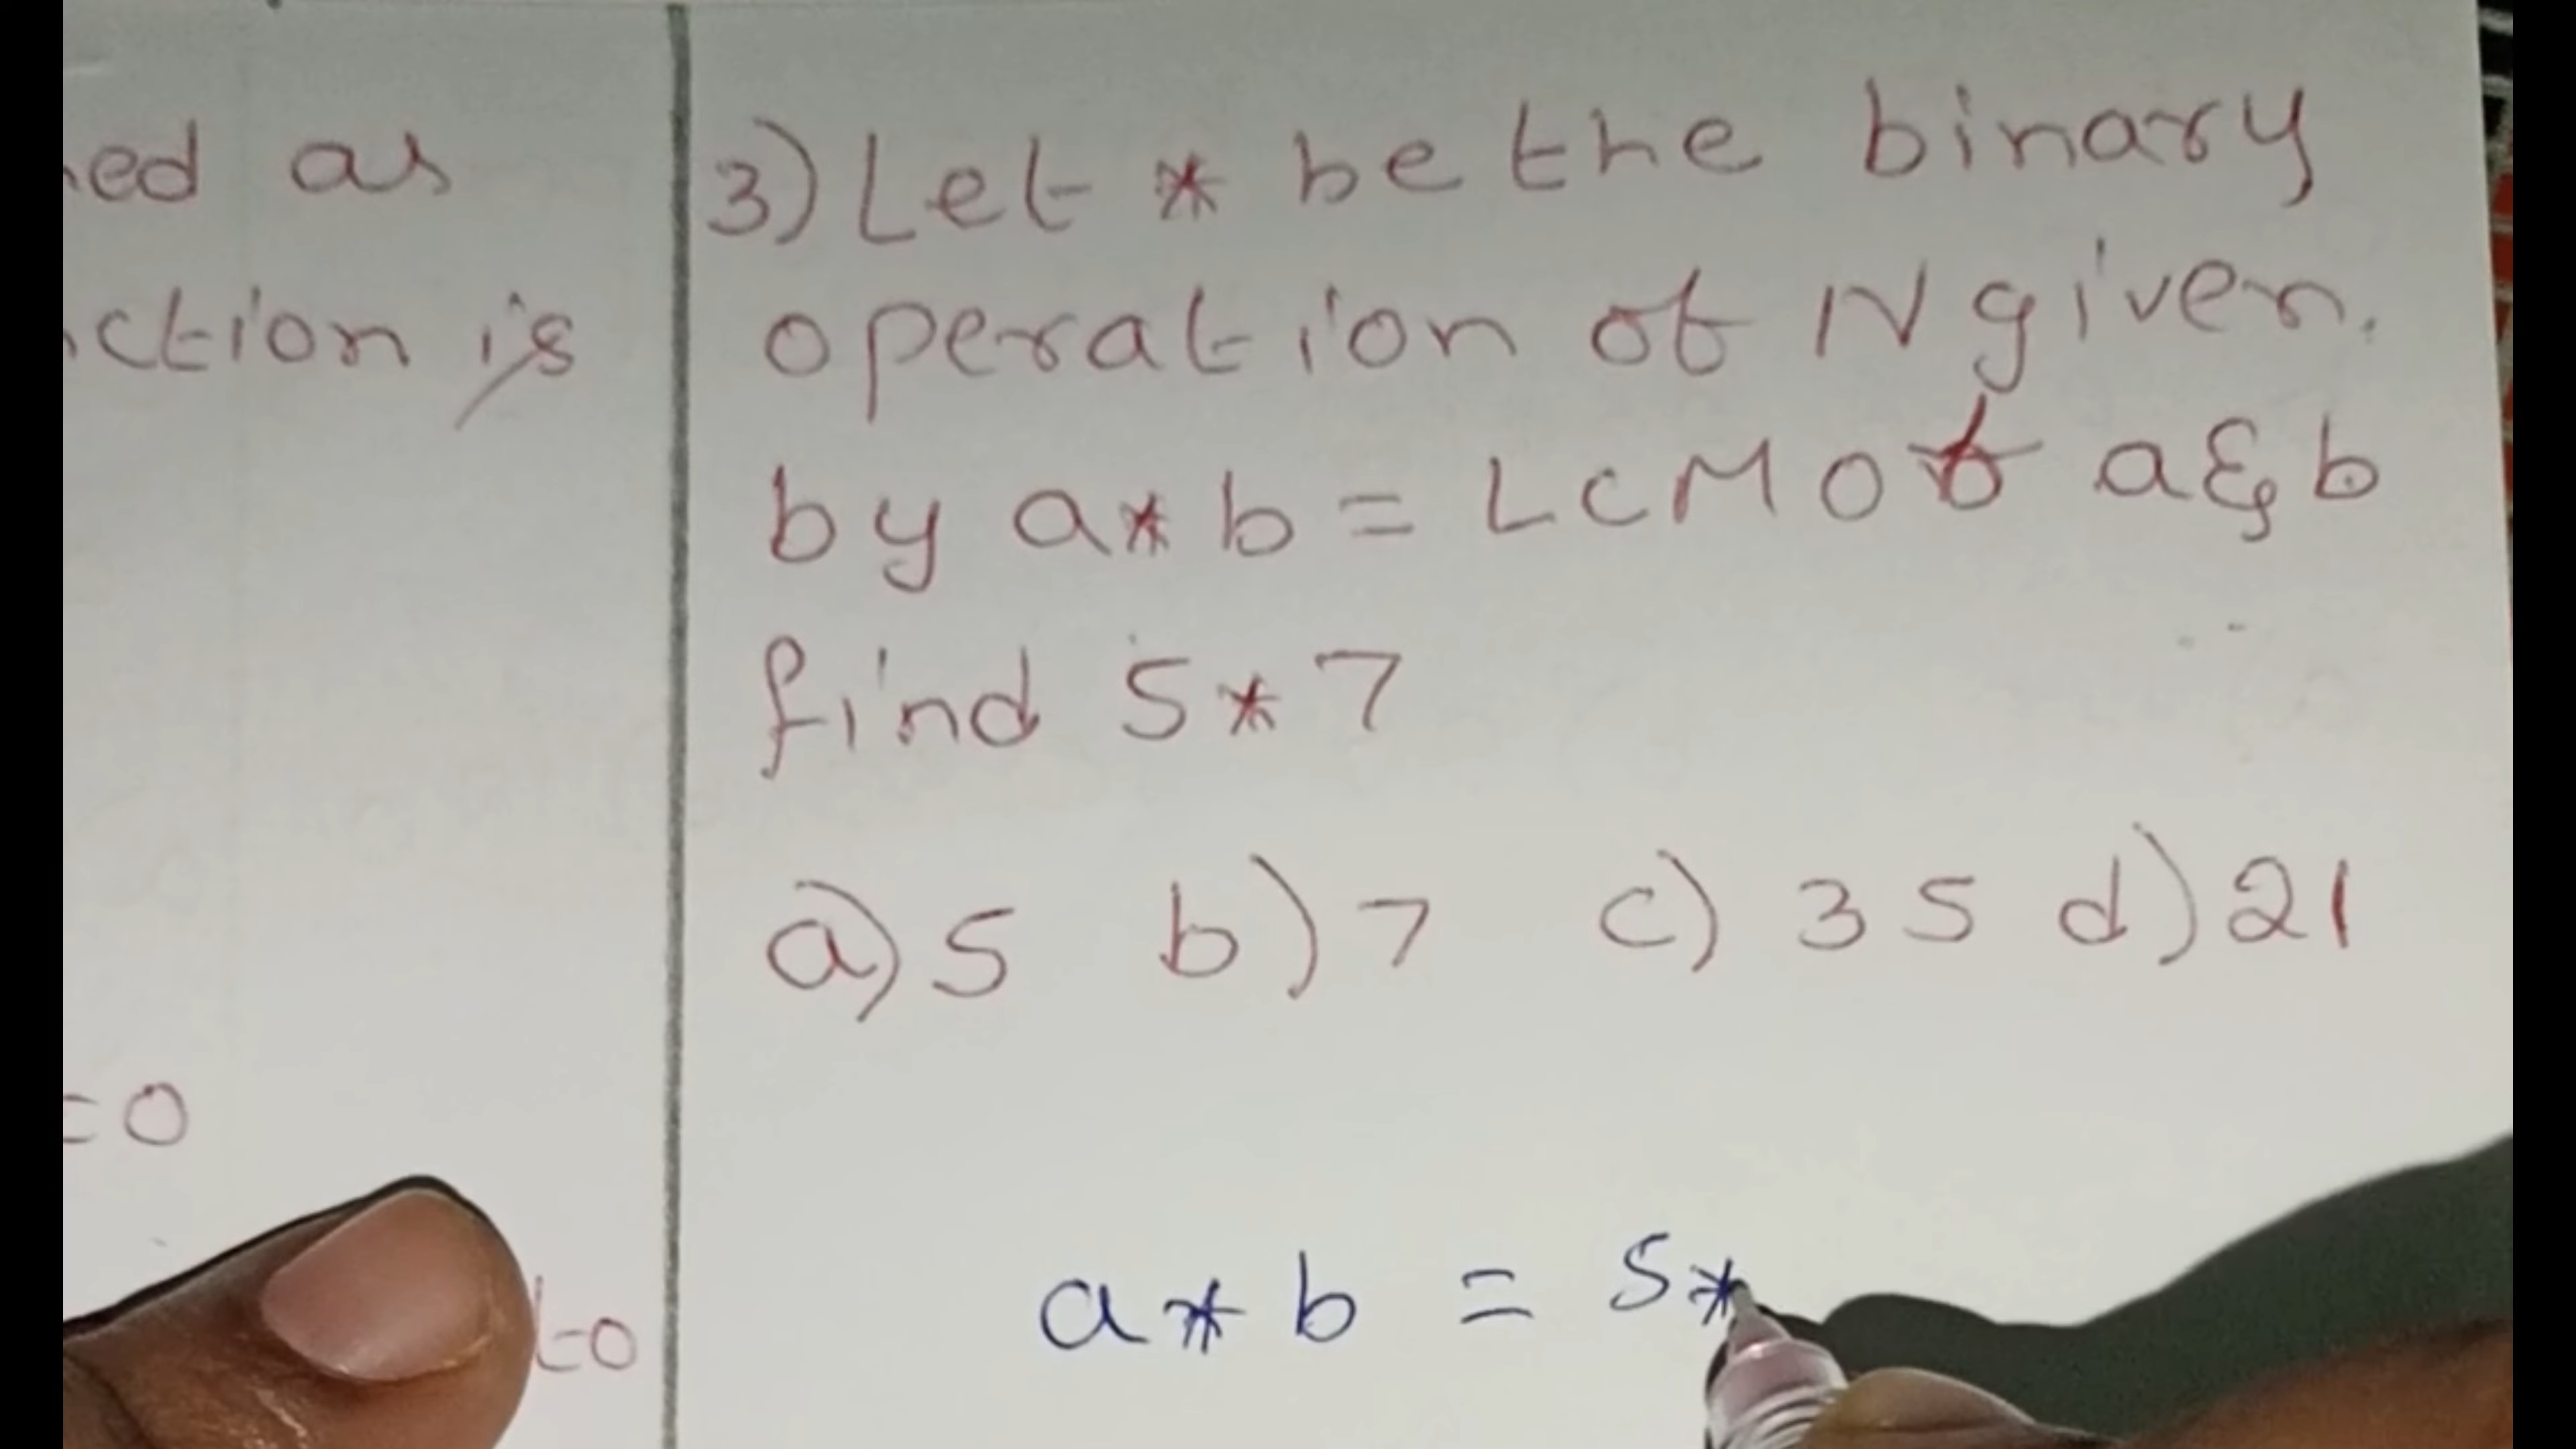 ed as
ction is
=0
=0
3) Let * be the binary
operation of N given
by a * b = LCM of a & b
find 5 * 7
a) 5 b) 7 c) 35 d) 21
a * b = 5 *